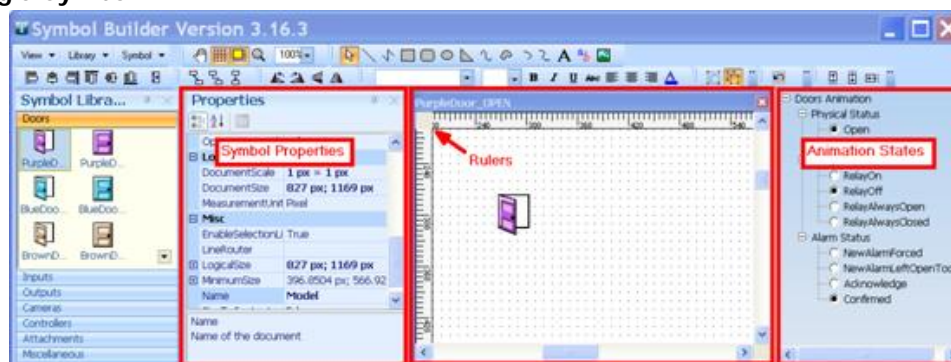 Symbol Builder Version 3.16.3
View Library Symbol 100% A
B I U Abc A
Symbol Libra...
Doors
PurpleD... PurpleD...
BlueDoo... BlueDoo...
BrownD... BrownD...
Inputs
Outputs
Cameras
Controllers
Attachments
Miscellaneous
Properties
Symbol Properties
DocumentScale 1 px = 1 px
DocumentSize 827 px; 1169 px
MeasurementUnit Pixel
Misc
EnableSelectionLi True
LineRouter
LogicalSize 827 px; 1169 px
MinimumSize 396.8504 px; 566.92
Name Model
Name
Name of the document
PurpleDoor_OPEN
Rulers
Doors Animation
Physical Status
Open
Animation States
RelayOn
RelayOff
RelayAlwaysOpen
RelayAlwaysClosed
Alarm Status
NewAlarmForced
NewAlarmLeftOpenToo
Acknowledge
Confirmed